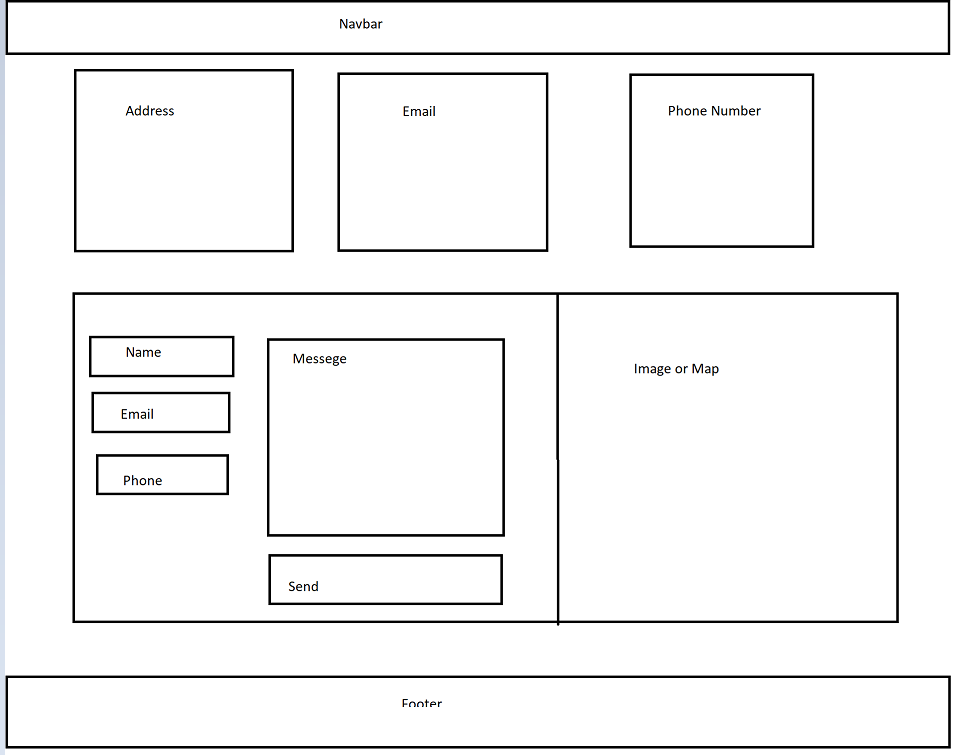 Navbar
Address
Email
Phone Number
Name
Messege
Image or Map
Email
Phone
Send
Footer